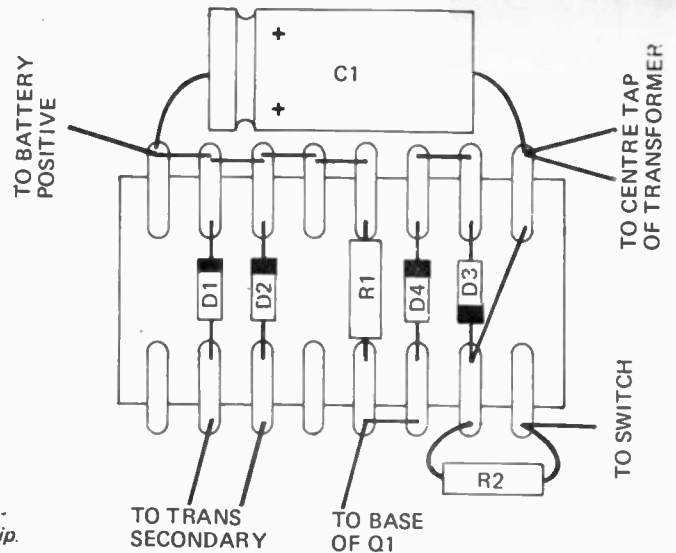 TO BATTERY
POSITIVE
+
C1
+
TO CENTRE TAP
OF TRANSFORMER
D1
D2
R1
D4
D3
TO SWITCH
R2
TO TRANS
SECONDARY
TO BASE
OF Q1
ip.